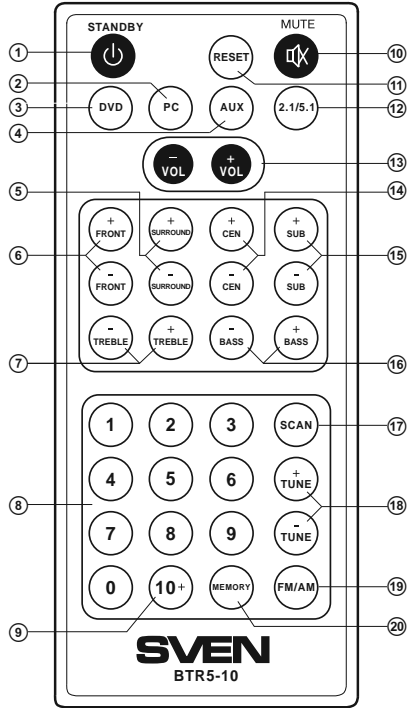 STANDBY MUTE
1 RESET 10
2 11
3 DVD PC AUX 2.1/5.1 12
4
− VOL + VOL 13
5 14
+ FRONT + SURROUND + CEN + SUB
6 15
− FRONT − SURROUND − CEN − SUB
− TREBLE + TREBLE − BASS + BASS
7 16
1 2 3 SCAN 17
4 5 6 + TUNE
8 18
7 8 9 − TUNE
0 10+ MEMORY FM/AM 19
9 20
SVEN
BTR5-10